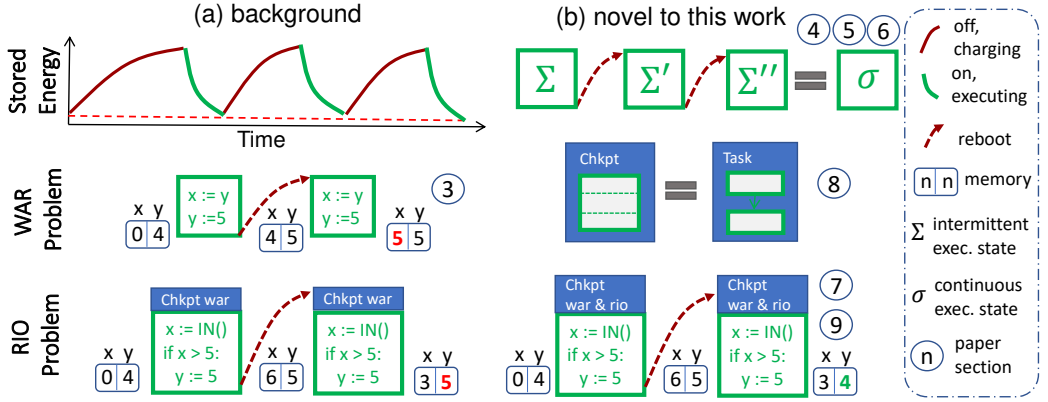 (a) background
(b) novel to this work
Stored
Energy
Time
4 5 6
Σ Σ′ Σ′′ = σ
Chkpt = Task
8
WAR
Problem
x := y
y :=5
x := y
y :=5
3
x y
0 4
x y
4 5
x y
5 5
RIO
Problem
Chkpt war
x := IN()
if x > 5:
y := 5
Chkpt war
x := IN()
if x > 5:
y := 5
x y
0 4
x y
6 5
x y
3 5
Chkpt
war & rio
x := IN()
if x > 5:
y := 5
Chkpt
war & rio
x := IN()
if x > 5:
y := 5
7
9
x y
0 4
x y
6 5
x y
3 4
off,
charging
on,
executing
reboot
n n memory
Σ intermittent
exec. state
σ continuous
exec. state
n paper
section